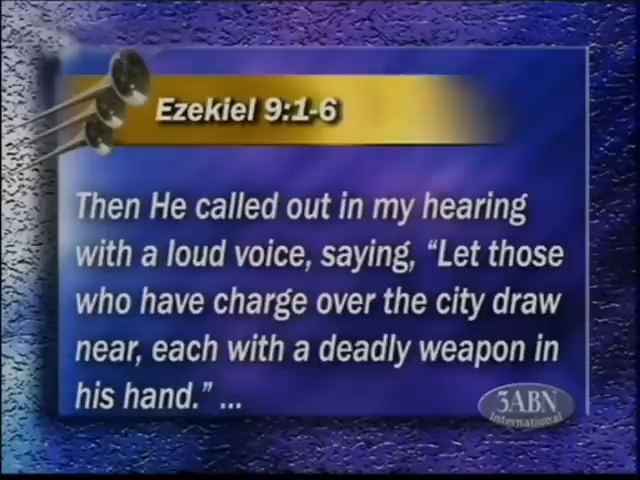 Ezekiel 9:1-6
Then He called out in my hearing
with a loud voice, saying, “Let those
who have charge over the city draw
near, each with a deadly weapon in
his hand.” ...
3ABN
International